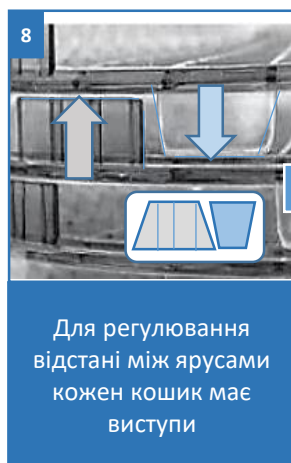 8
Для регулювання
відстані між ярусами
кожен кошик має
виступи